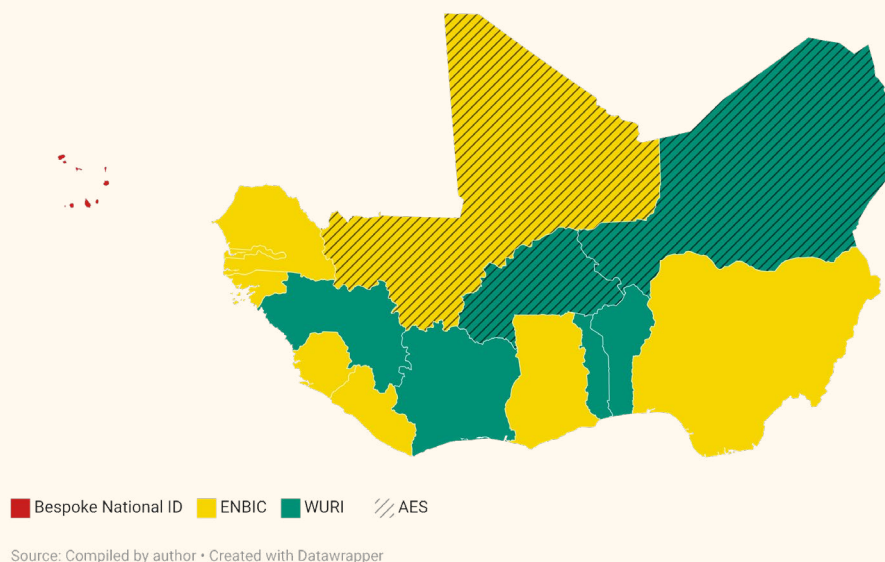 Bespoke National ID ENBIC WURI AES
Source: Compiled by author • Created with Datawrapper